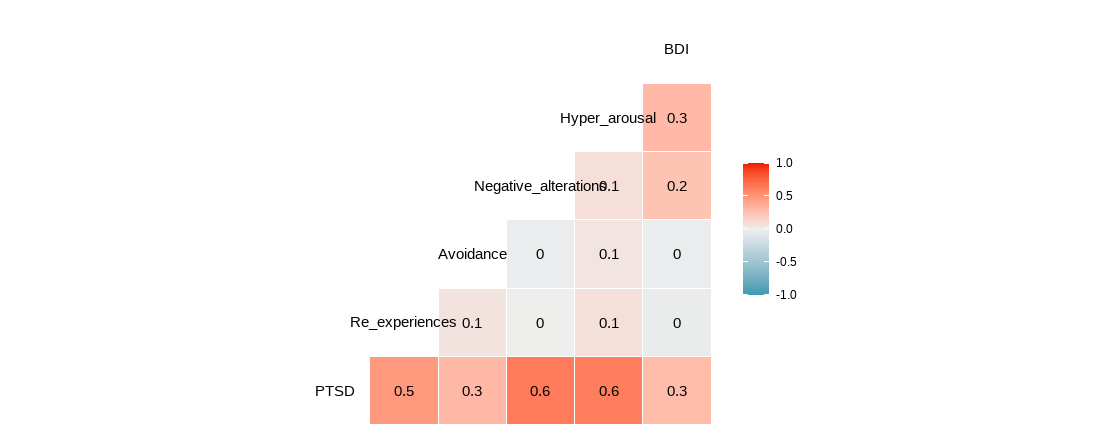 BDI
Hyper_arousal 0.3
1.0
Negative_alterations 0.1 0.2
0.5
0.0
Avoidance 0 0.1 0
-0.5
-1.0
Re_experiences 0.1 0 0.1 0
PTSD 0.5 0.3 0.6 0.6 0.3